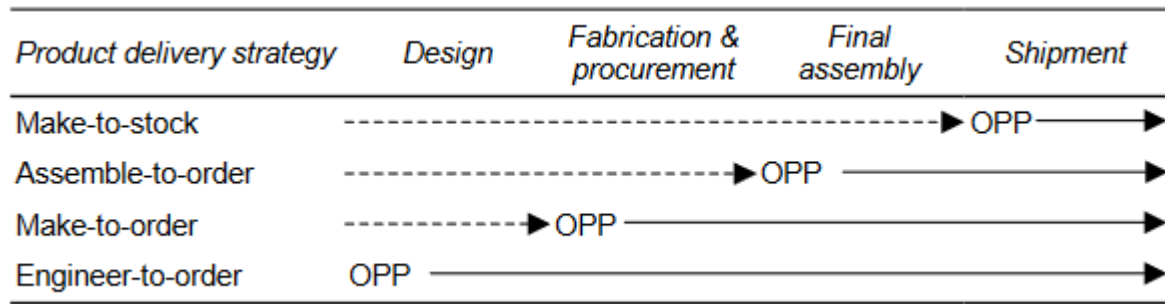 Product delivery strategy Design Fabrication & procurement Final assembly Shipment
Make-to-stock OPP
Assemble-to-order OPP
Make-to-order OPP
Engineer-to-order OPP